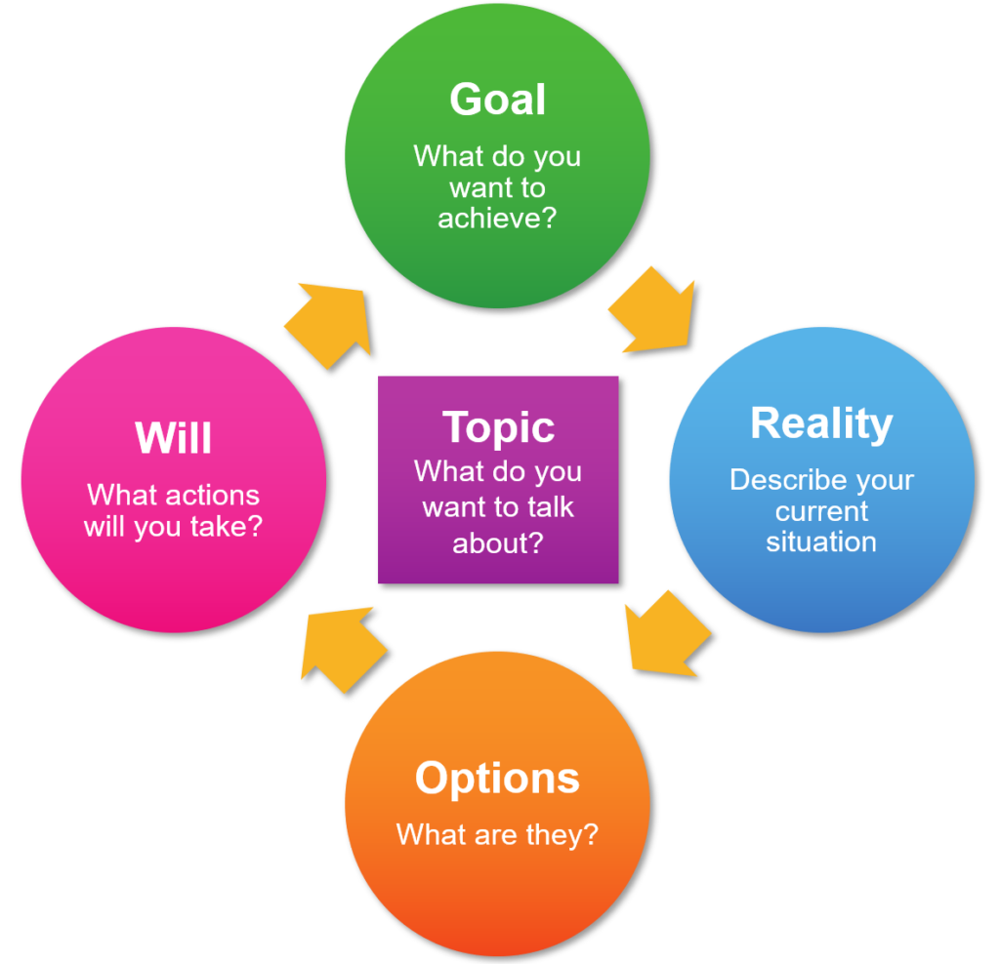 Goal
What do you
want to
achieve?
Reality
Describe your
current
situation
Options
What are they?
Will
What actions
will you take?
Topic
What do you
want to talk
about?